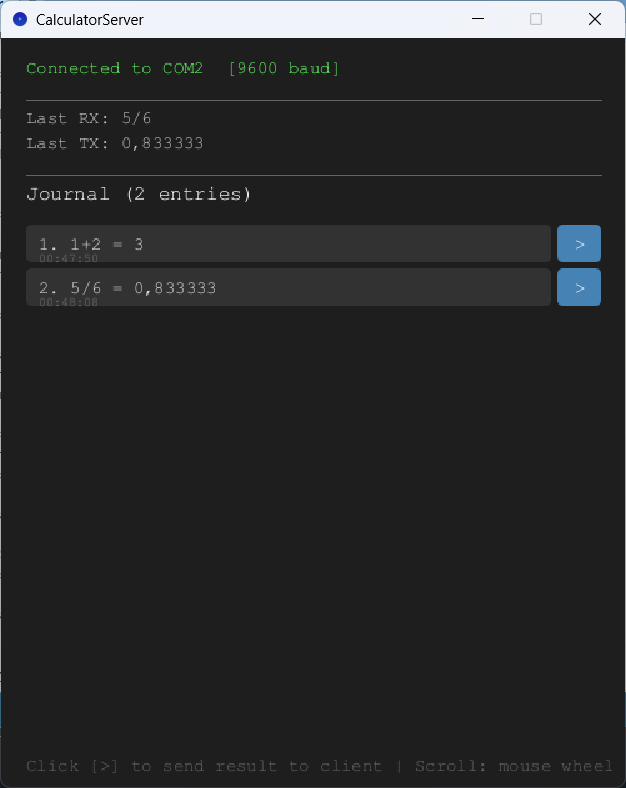 CalculatorServer
Connected to COM2 [9600 baud]
Last RX: 5/6
Last TX: 0,833333
Journal (2 entries)
1. 1+2 = 3
>
00:47:50
2. 5/6 = 0,833333
>
00:48:08
Click [>] to send result to client | Scroll: mouse wheel